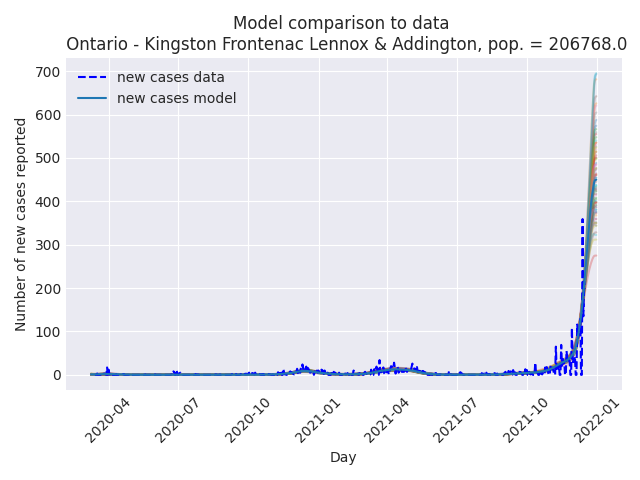 Model comparison to data
Ontario - Kingston Frontenac Lennox & Addington, pop. = 206768.0
new cases data
new cases model
Number of new cases reported
700
600
500
400
300
200
100
0
2020-04
2020-07
2020-10
2021-01
2021-04
2021-07
2021-10
2022-01
Day